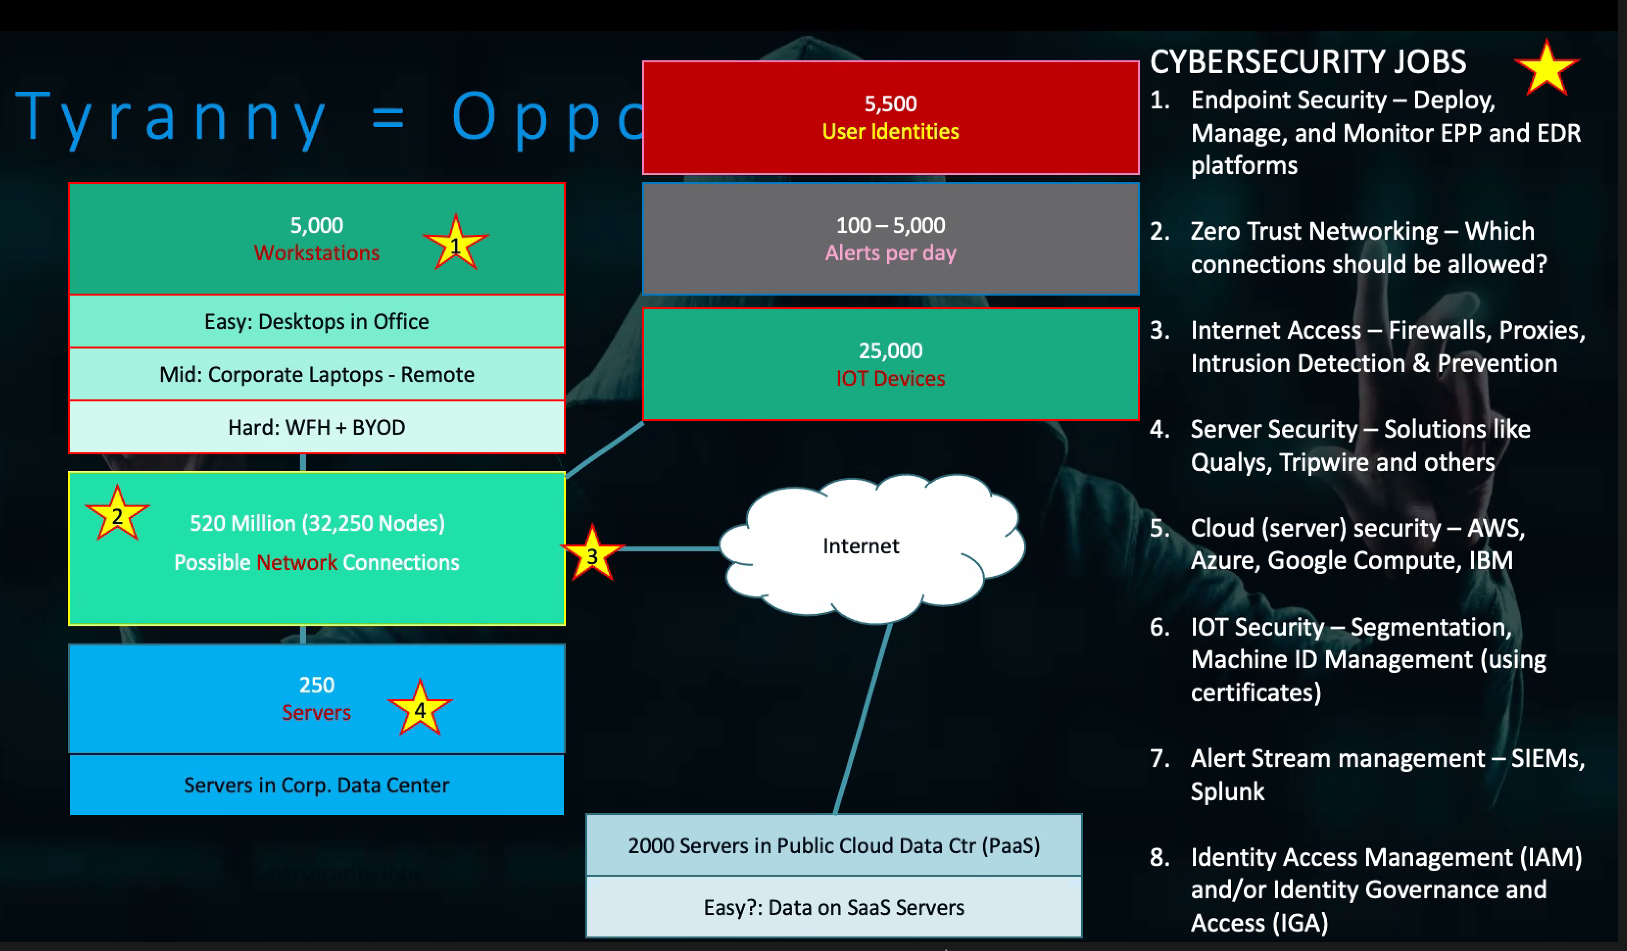 Tyranny = Oppo
5,000
Workstations
1
Easy: Desktops in Office
Mid: Corporate Laptops - Remote
Hard: WFH + BYOD
2
520 Million (32,250 Nodes)
Possible Network Connections
3
250
Servers
4
Servers in Corp. Data Center
5,500
User Identities
100 – 5,000
Alerts per day
25,000
IOT Devices
Internet
2000 Servers in Public Cloud Data Ctr (PaaS)
Easy?: Data on SaaS Servers
CYBERSECURITY JOBS
1. Endpoint Security – Deploy,
Manage, and Monitor EPP and EDR
platforms
2. Zero Trust Networking – Which
connections should be allowed?
3. Internet Access – Firewalls, Proxies,
Intrusion Detection & Prevention
4. Server Security – Solutions like
Qualys, Tripwire and others
5. Cloud (server) security – AWS,
Azure, Google Compute, IBM
6. IOT Security – Segmentation,
Machine ID Management (using
certificates)
7. Alert Stream management – SIEMs,
Splunk
8. Identity Access Management (IAM)
and/or Identity Governance and
Access (IGA)